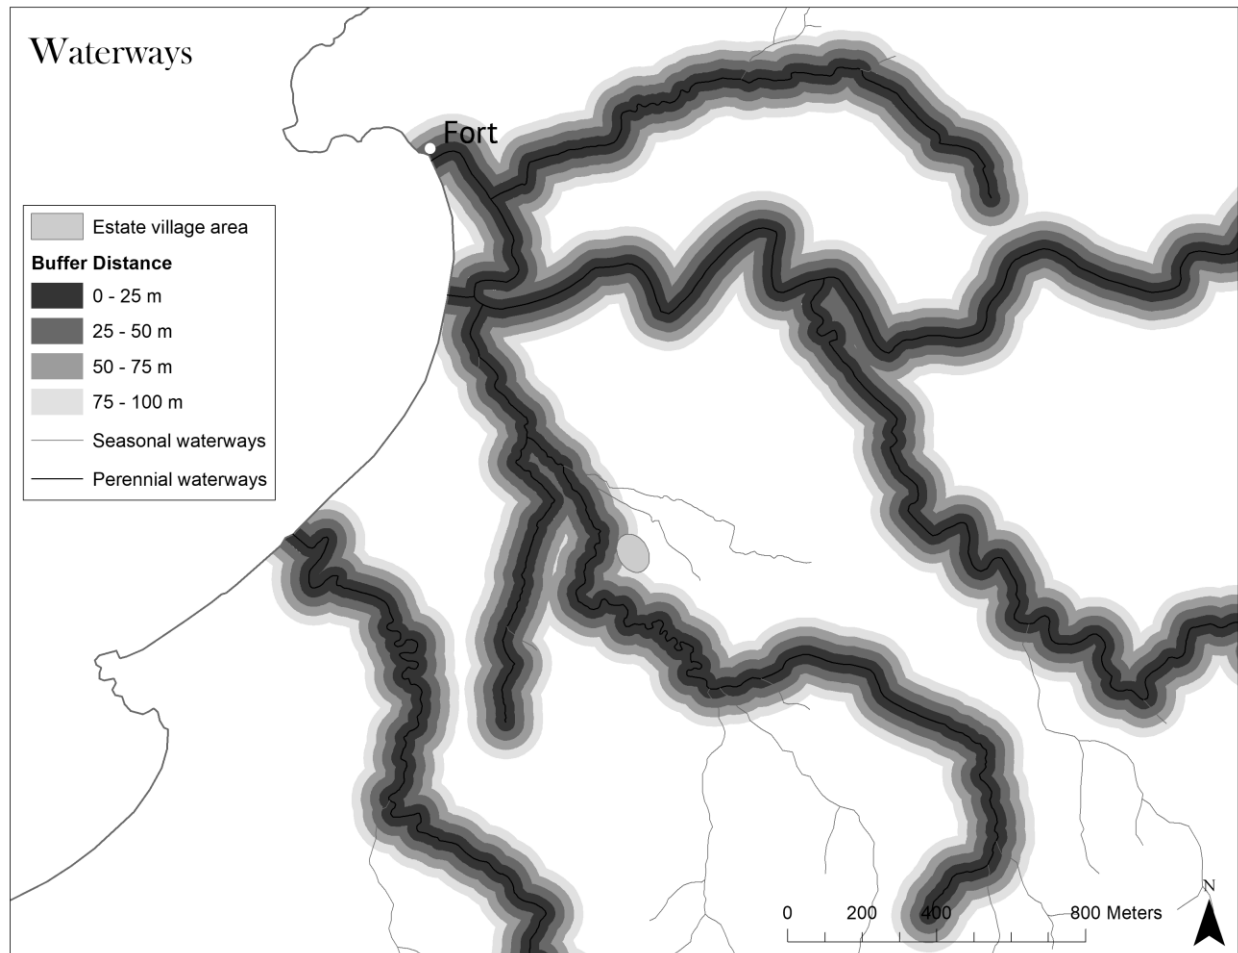 Waterways
Fort
Estate village area
Buffer Distance
0 - 25 m
25 - 50 m
50 - 75 m
75 - 100 m
Seasonal waterways
Perennial waterways
N
0 200 400 800 Meters